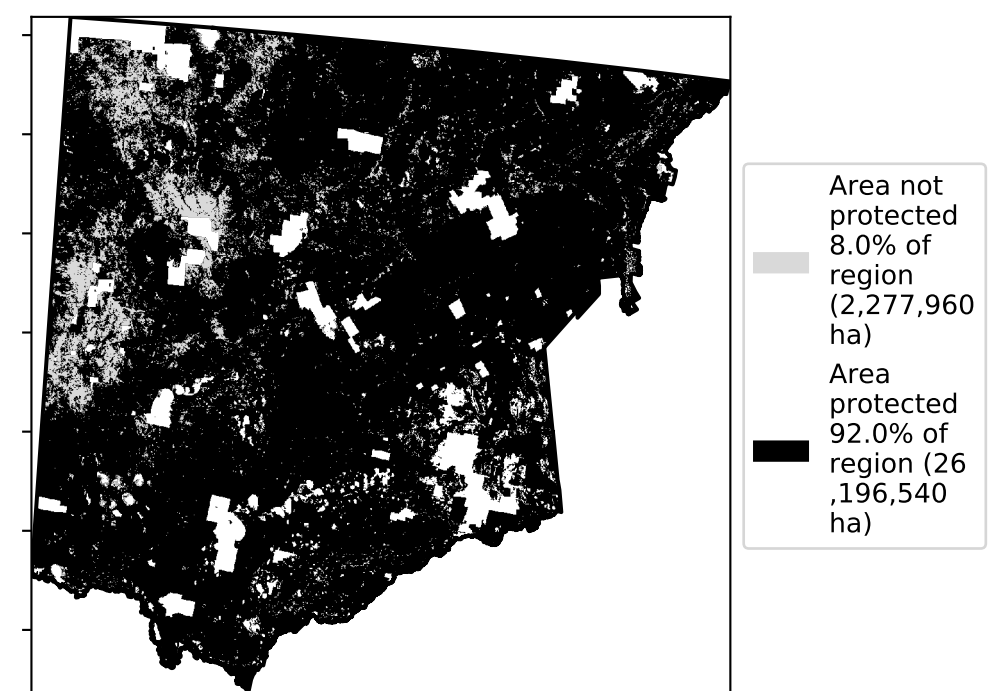 Area not
protected
8.0% of
region
(2,277,960
ha)
Area
protected
92.0% of
region (26
,196,540
ha)